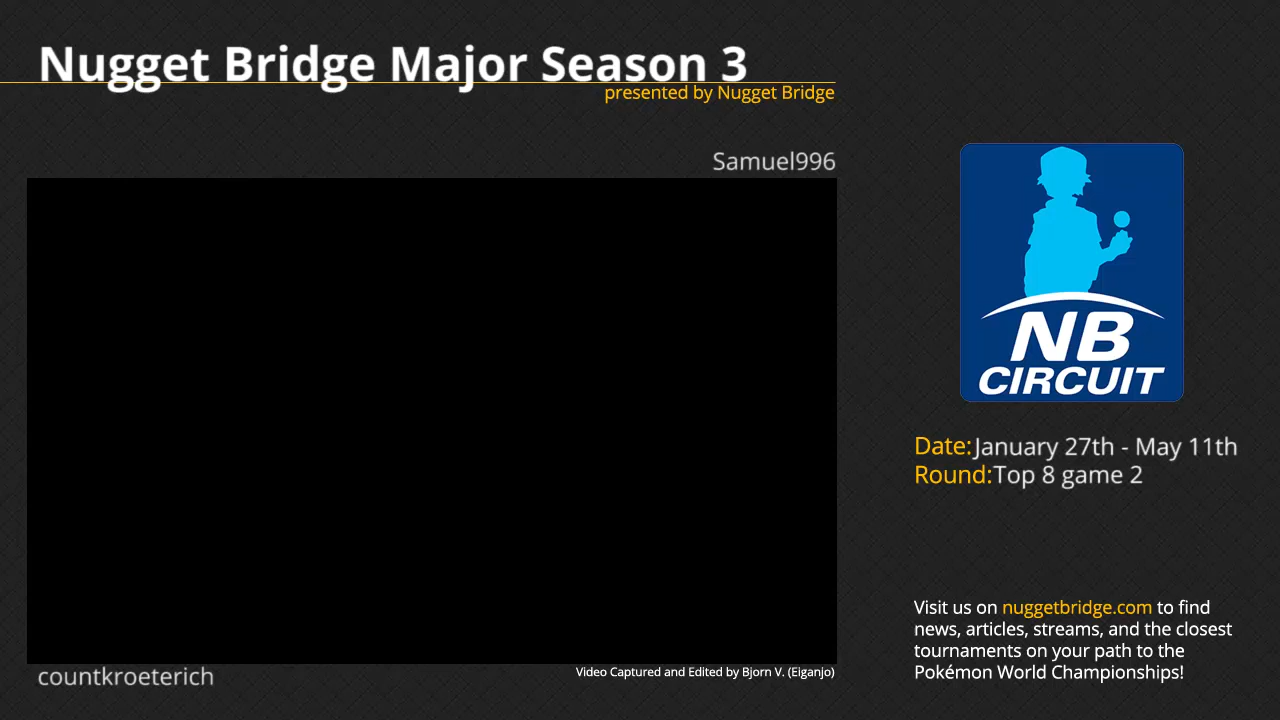 Nugget Bridge Major Season 3
presented by Nugget Bridge
Samuel996
NB
CIRCUIT
Date: January 27th - May 11th
Round: Top 8 game 2
Visit us on nuggetbridge.com to find
news, articles, streams, and the closest
tournaments on your path to the
Pokémon World Championships!
countkroeterich
Video Captured and Edited by Bjorn V. (Eiganjo)